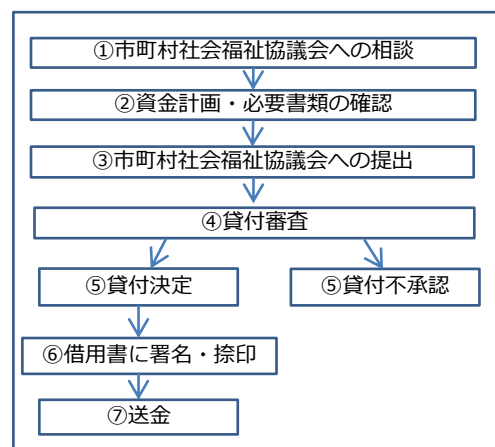 ①市町村社会福祉協議会への相談
②資金計画・必要書類の確認
③市町村社会福祉協議会への提出
④貸付審査
⑤貸付決定
⑤貸付不承認
⑥借用書に署名・捺印
⑦送金